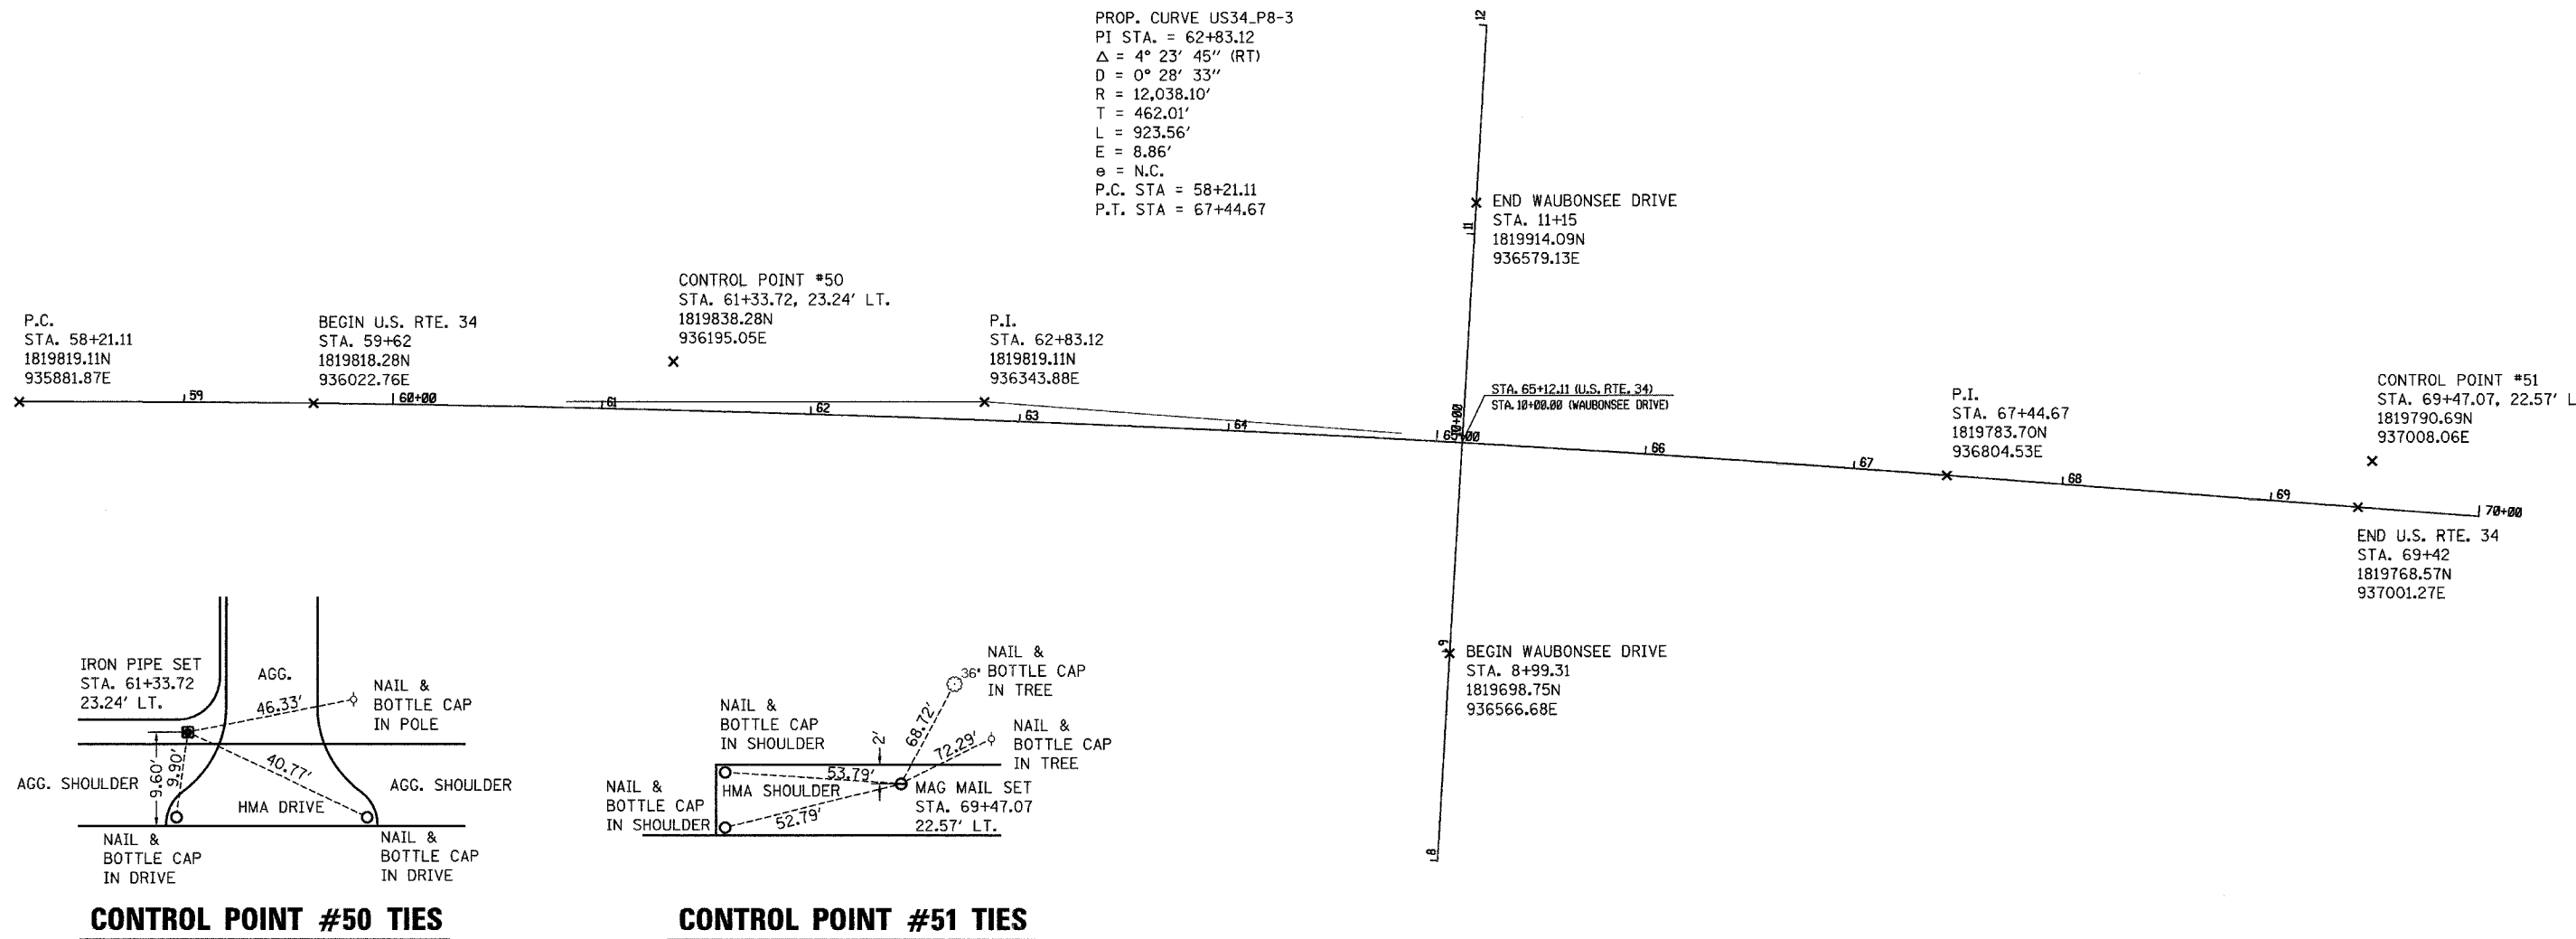 PROP. CURVE US34_P8-3
PI STA. = 62+83.12
Δ = 4° 23' 45" (RT)
D = 0° 28' 33"
R = 12,038.10'
T = 462.01'
L = 923.56'
E = 8.86'
e = N.C.
P.C. STA = 58+21.11
P.T. STA = 67+44.67
12
END WAUBONSEE DRIVE
STA. 11+15
1819914.09N
936579.13E
11
P.C.
STA. 58+21.11
1819819.11N
935881.87E
BEGIN U.S. RTE. 34
STA. 59+62
1819818.28N
936022.76E
CONTROL POINT #50
STA. 61+33.72, 23.24' LT.
1819838.28N
936195.05E
P.I.
STA. 62+83.12
1819819.11N
936343.88E
STA. 65+12.11 (U.S. RTE. 34)
STA. 10+00.00 (WAUBONSEE DRIVE)
P.I.
STA. 67+44.67
1819783.70N
936804.53E
CONTROL POINT #51
STA. 69+47.07, 22.57' L
1819790.69N
937008.06E
59
60+00
61
62
63
64
65+00
10+00
66
67
68
69
70+00
END U.S. RTE. 34
STA. 69+42
1819768.57N
937001.27E
9
BEGIN WAUBONSEE DRIVE
STA. 8+99.31
1819698.75N
936566.68E
8
IRON PIPE SET
STA. 61+33.72
23.24' LT.
AGG.
46.33'
NAIL &
BOTTLE CAP
IN POLE
9.60'
9.90'
40.77'
AGG. SHOULDER
HMA DRIVE
AGG. SHOULDER
NAIL &
BOTTLE CAP
IN DRIVE
NAIL &
BOTTLE CAP
IN DRIVE
CONTROL POINT #50 TIES
NAIL &
BOTTLE CAP
IN SHOULDER
36"
NAIL &
BOTTLE CAP
IN TREE
68.72'
2'
72.29'
NAIL &
BOTTLE CAP
IN TREE
53.79'
HMA SHOULDER
NAIL &
BOTTLE CAP
IN SHOULDER
52.79'
MAG MAIL SET
STA. 69+47.07
22.57' LT.
CONTROL POINT #51 TIES